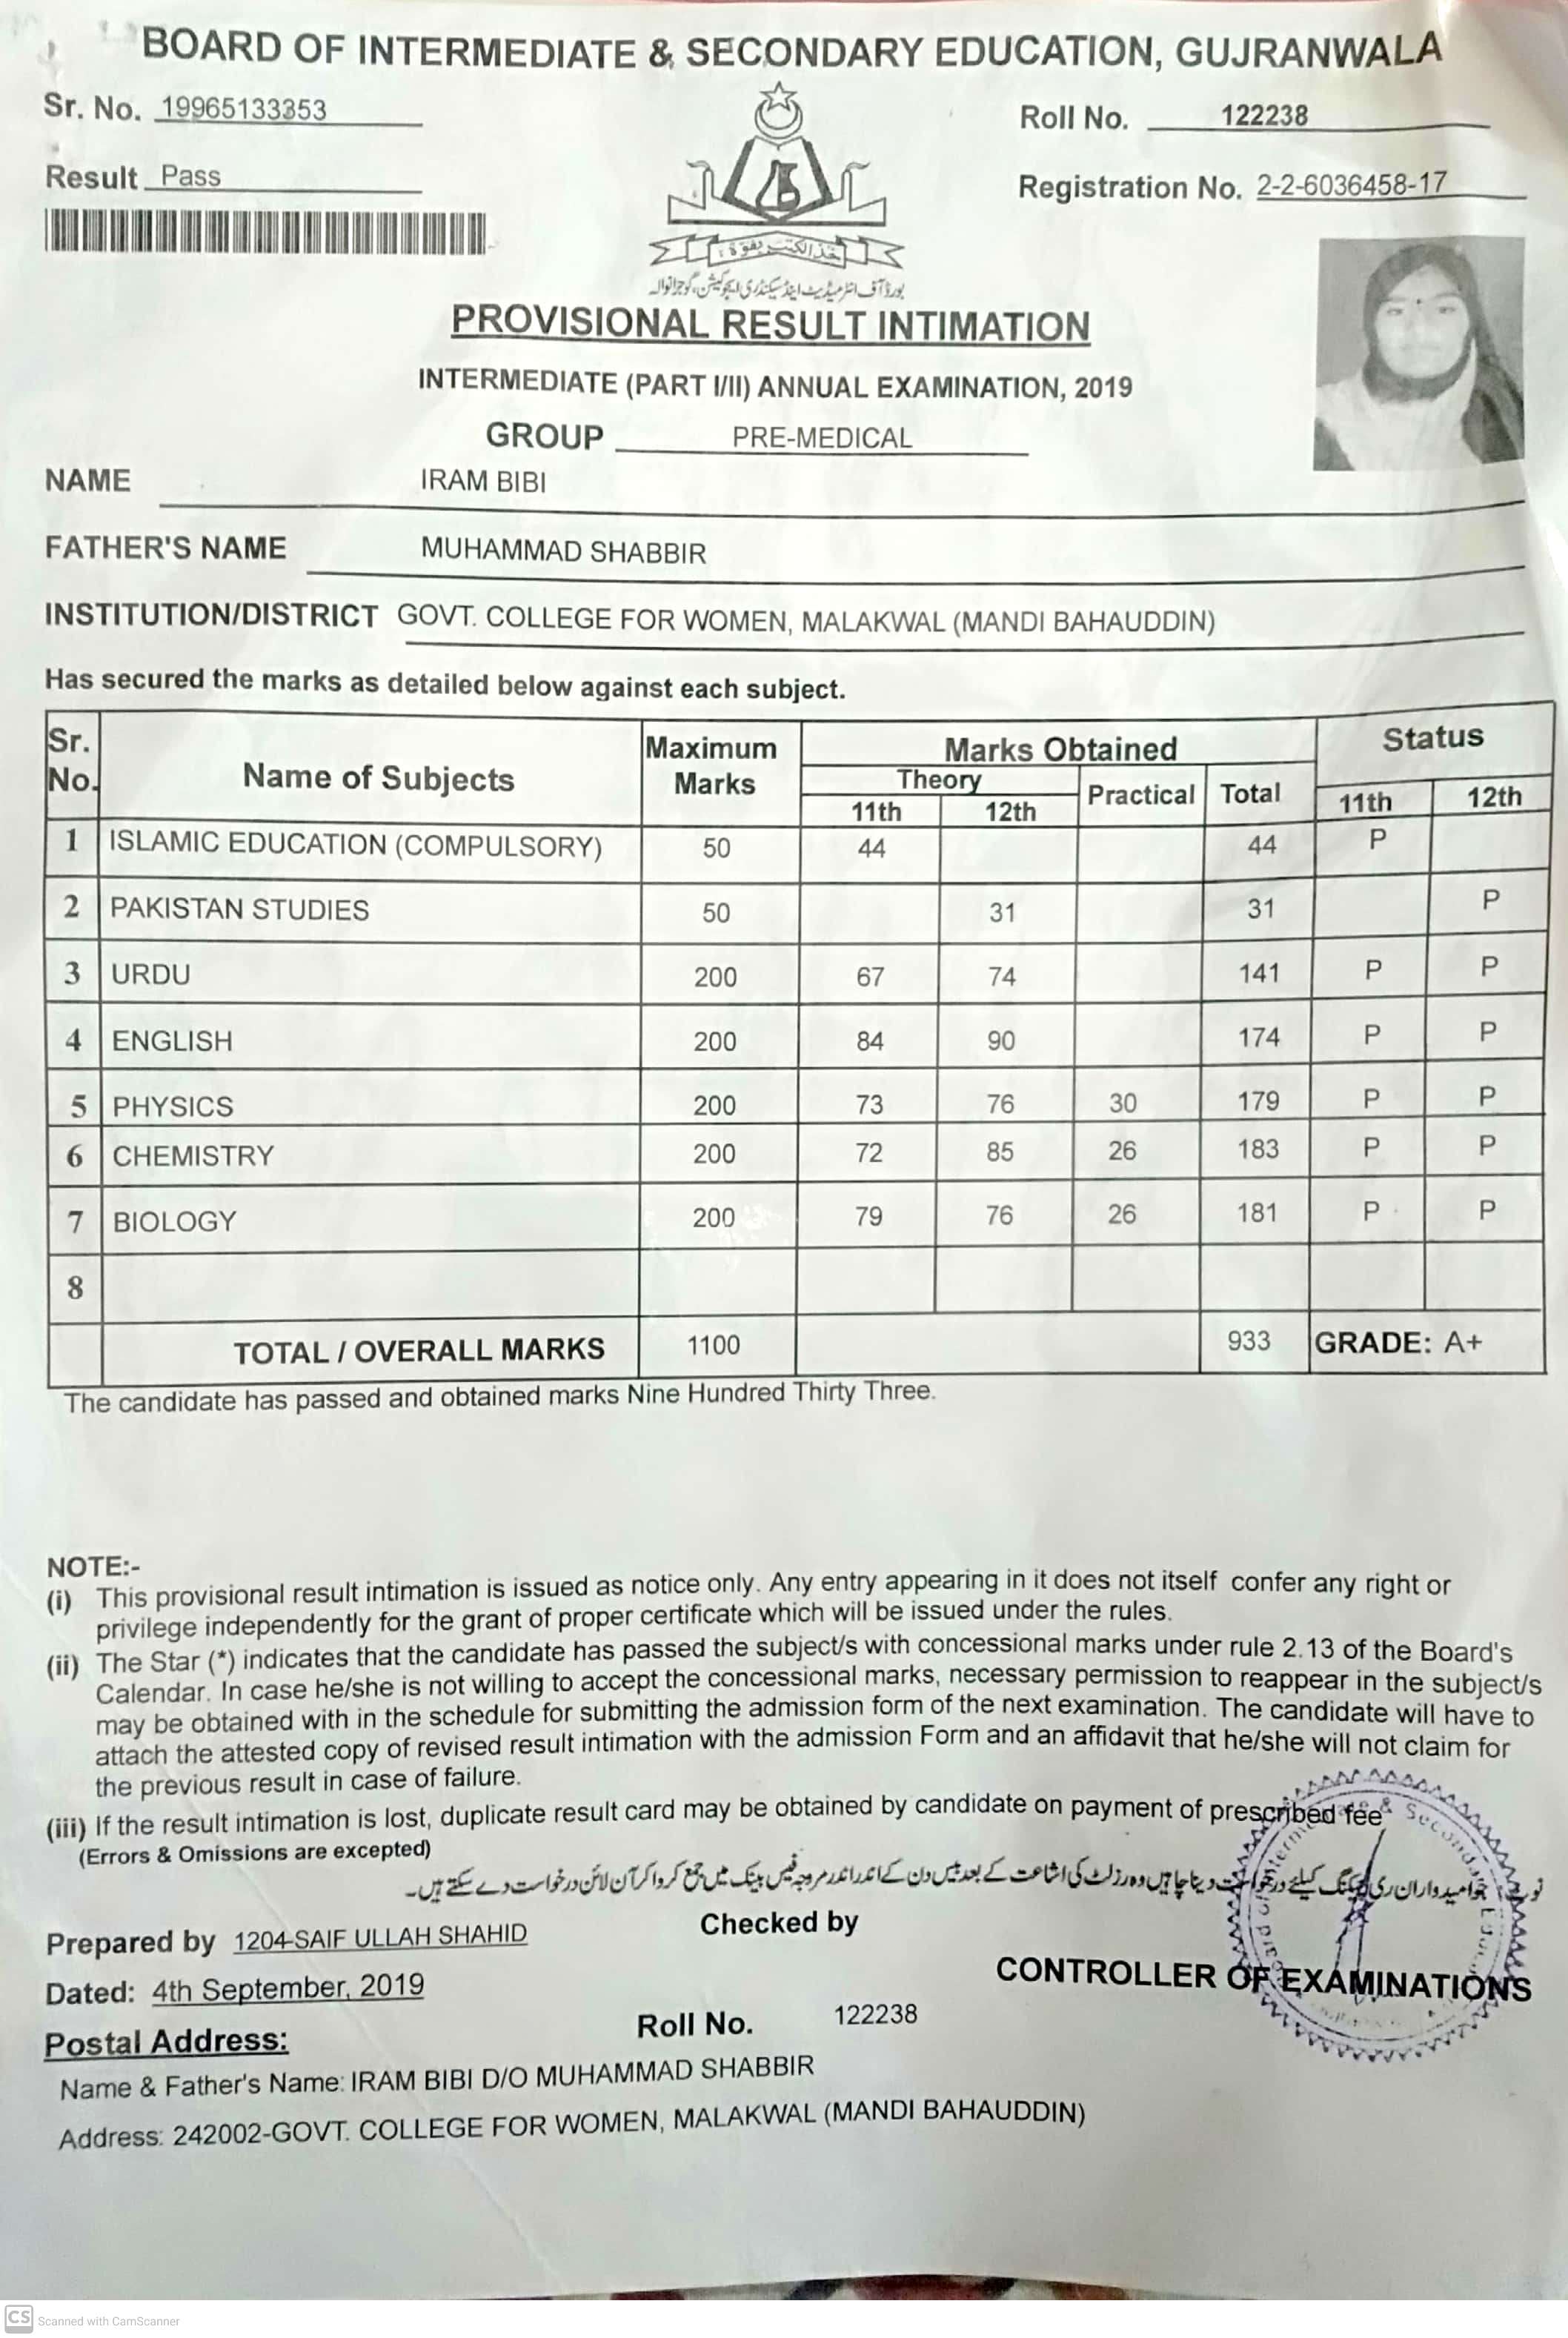 BOARD OF INTERMEDIATE & SECONDARY EDUCATION, GUJRANWALA
Sr. No. 19965133353
Roll No. 122238
Result Pass
Registration No. 2-2-6036458-17
خذ الكتب بقوة
بورڈ آف انٹرمیڈیٹ اینڈ سیکنڈری ایجوکیشن، گوجرانوالہ
PROVISIONAL RESULT INTIMATION
INTERMEDIATE (PART I/II) ANNUAL EXAMINATION, 2019
GROUP PRE-MEDICAL
NAME IRAM BIBI
FATHER'S NAME MUHAMMAD SHABBIR
INSTITUTION/DISTRICT GOVT. COLLEGE FOR WOMEN, MALAKWAL (MANDI BAHAUDDIN)
Has secured the marks as detailed below against each subject.
Sr. No. Name of Subjects Maximum Marks Marks Obtained Status
Theory Practical Total 11th 12th
11th 12th
1 ISLAMIC EDUCATION (COMPULSORY) 50 44 44 P
2 PAKISTAN STUDIES 50 31 31 P
3 URDU 200 67 74 141 P P
4 ENGLISH 200 84 90 174 P P
5 PHYSICS 200 73 76 30 179 P P
6 CHEMISTRY 200 72 85 26 183 P P
7 BIOLOGY 200 79 76 26 181 P P
8
TOTAL / OVERALL MARKS 1100 933 GRADE: A+
The candidate has passed and obtained marks Nine Hundred Thirty Three.
NOTE:-
(i) This provisional result intimation is issued as notice only. Any entry appearing in it does not itself confer any right or
privilege independently for the grant of proper certificate which will be issued under the rules.
(ii) The Star (*) indicates that the candidate has passed the subject/s with concessional marks under rule 2.13 of the Board's
Calendar. In case he/she is not willing to accept the concessional marks, necessary permission to reappear in the subject/s
may be obtained with in the schedule for submitting the admission form of the next examination. The candidate will have to
attach the attested copy of revised result intimation with the admission Form and an affidavit that he/she will not claim for
the previous result in case of failure.
(iii) If the result intimation is lost, duplicate result card may be obtained by candidate on payment of prescribed fee
(Errors & Omissions are excepted)
نوٹ: جو امیدواران ری چیکنگ کیلئے درخواست دینا چاہیں وہ رزلٹ کی اشاعت کے بعد بیس دن کے اندر اندر مروجہ فیس بینک میں جمع کروا کر آن لائن درخواست دے سکتے ہیں۔
Prepared by 1204-SAIF ULLAH SHAHID
Checked by
Dated: 4th September, 2019
CONTROLLER OF EXAMINATIONS
Postal Address:
Roll No. 122238
Name & Father's Name: IRAM BIBI D/O MUHAMMAD SHABBIR
Address: 242002-GOVT. COLLEGE FOR WOMEN, MALAKWAL (MANDI BAHAUDDIN)
CS Scanned with CamScanner